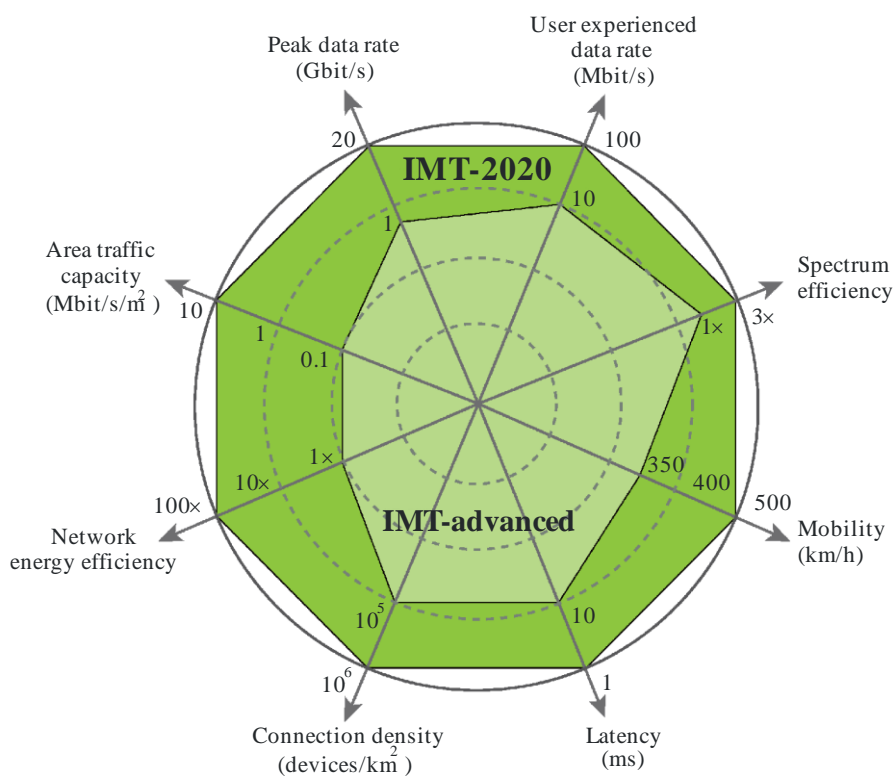 User experienced
data rate
(Mbit/s)
Peak data rate
(Gbit/s)
20
100
IMT-2020
1
10
Area traffic
capacity
(Mbit/s/m²)
Spectrum
efficiency
10
1
0.1
1×
3×
1×
10×
100×
350
400
500
Network
energy efficiency
IMT-advanced
Mobility
(km/h)
10⁵
10
10⁶
1
Connection density
(devices/km²)
Latency
(ms)